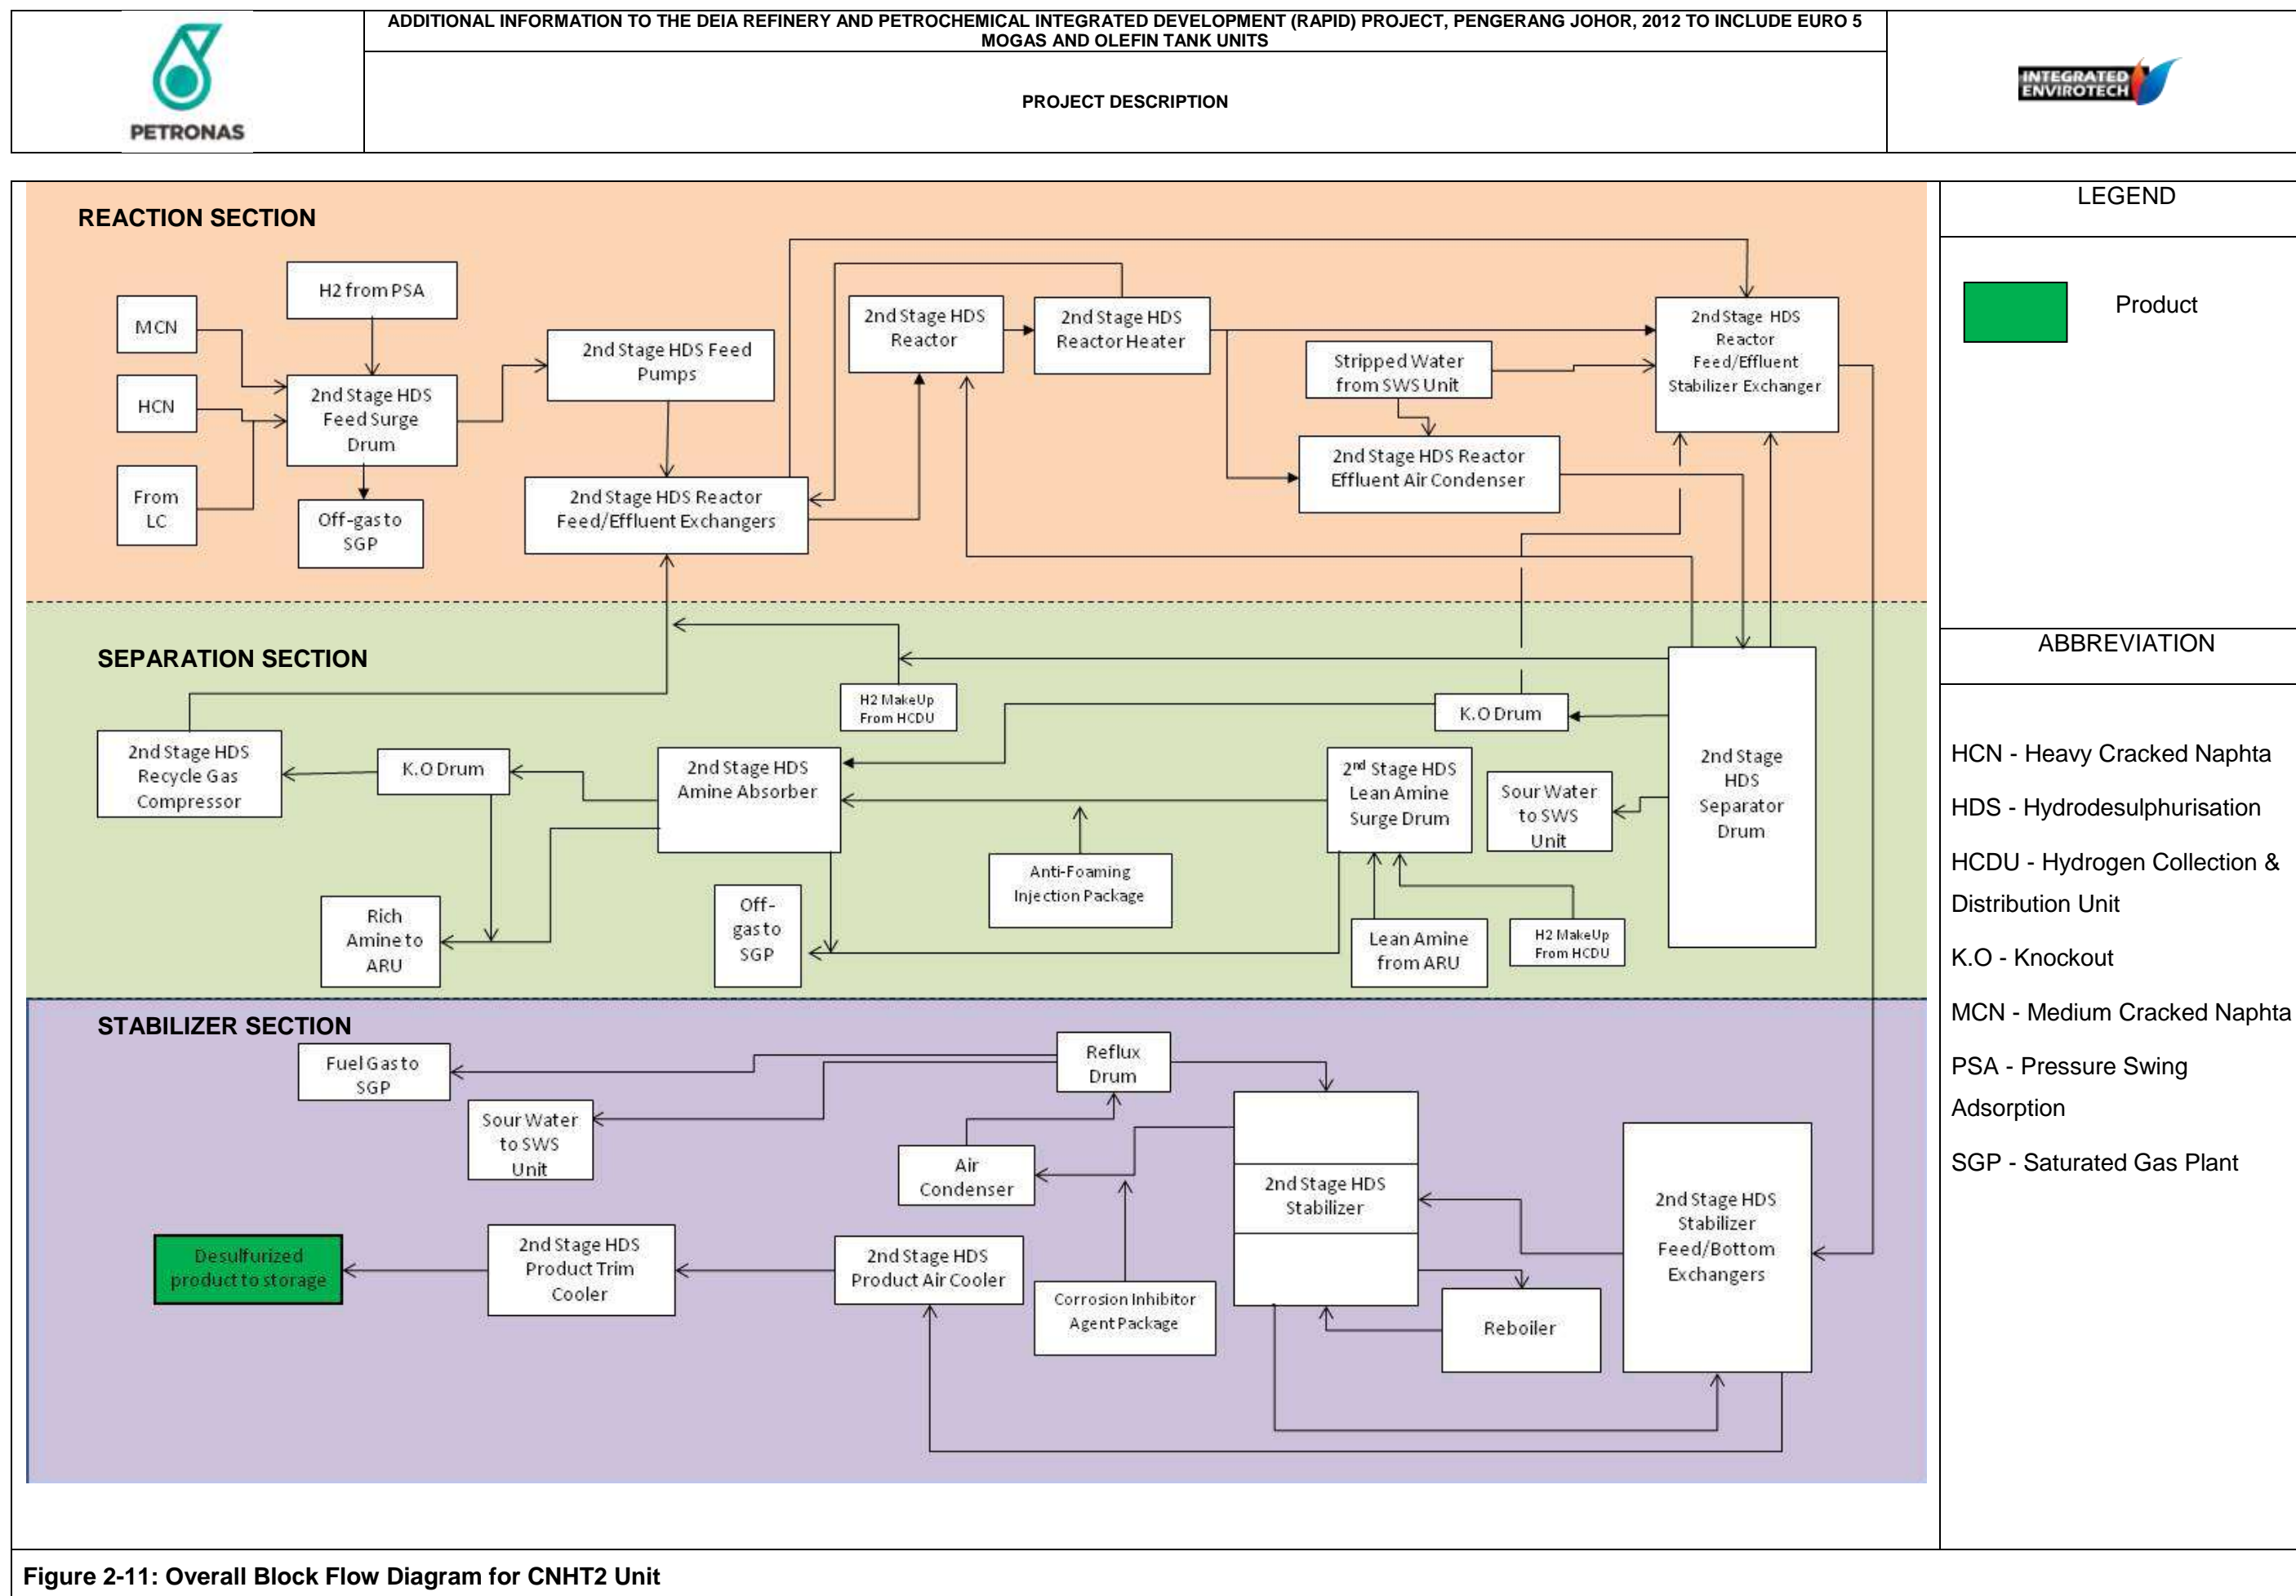 PETRONAS
ADDITIONAL INFORMATION TO THE DEIA REFINERY AND PETROCHEMICAL INTEGRATED DEVELOPMENT (RAPID) PROJECT, PENGERANG JOHOR, 2012 TO INCLUDE EURO 5
MOGAS AND OLEFIN TANK UNITS
PROJECT DESCRIPTION
INTEGRATED
ENVIROTECH
REACTION SECTION
H2 from PSA
MCN
HCN
From
LC
2nd Stage HDS
Feed Surge
Drum
Off-gas to
SGP
2nd Stage HDS Feed
Pumps
2nd Stage HDS Reactor
Feed/Effluent Exchangers
2nd Stage HDS
Reactor
2nd Stage HDS
Reactor Heater
Stripped Water
from SWS Unit
2nd Stage HDS Reactor
Effluent Air Condenser
2nd Stage HDS
Reactor
Feed/Effluent
Stabilizer Exchanger
SEPARATION SECTION
H2 MakeUp
From HCDU
K.O Drum
2nd Stage HDS
Recycle Gas
Compressor
K.O Drum
2nd Stage HDS
Amine Absorber
2nd Stage HDS
Lean Amine
Surge Drum
Sour Water
to SWS
Unit
2nd Stage
HDS
Separator
Drum
Anti-Foaming
Injection Package
Rich
Amine to
ARU
Off-
gas to
SGP
Lean Amine
from ARU
H2 MakeUp
From HCDU
STABILIZER SECTION
Fuel Gas to
SGP
Reflux
Drum
Sour Water
to SWS
Unit
Air
Condenser
2nd Stage HDS
Stabilizer
2nd Stage HDS
Stabilizer
Feed/Bottom
Exchangers
Desulfurized
product to storage
2nd Stage HDS
Product Trim
Cooler
2nd Stage HDS
Product Air Cooler
Corrosion Inhibitor
Agent Package
Reboiler
LEGEND
Product
ABBREVIATION
HCN - Heavy Cracked Naphta
HDS - Hydrodesulphurisation
HCDU - Hydrogen Collection &
Distribution Unit
K.O - Knockout
MCN - Medium Cracked Naphta
PSA - Pressure Swing
Adsorption
SGP - Saturated Gas Plant
Figure 2-11: Overall Block Flow Diagram for CNHT2 Unit